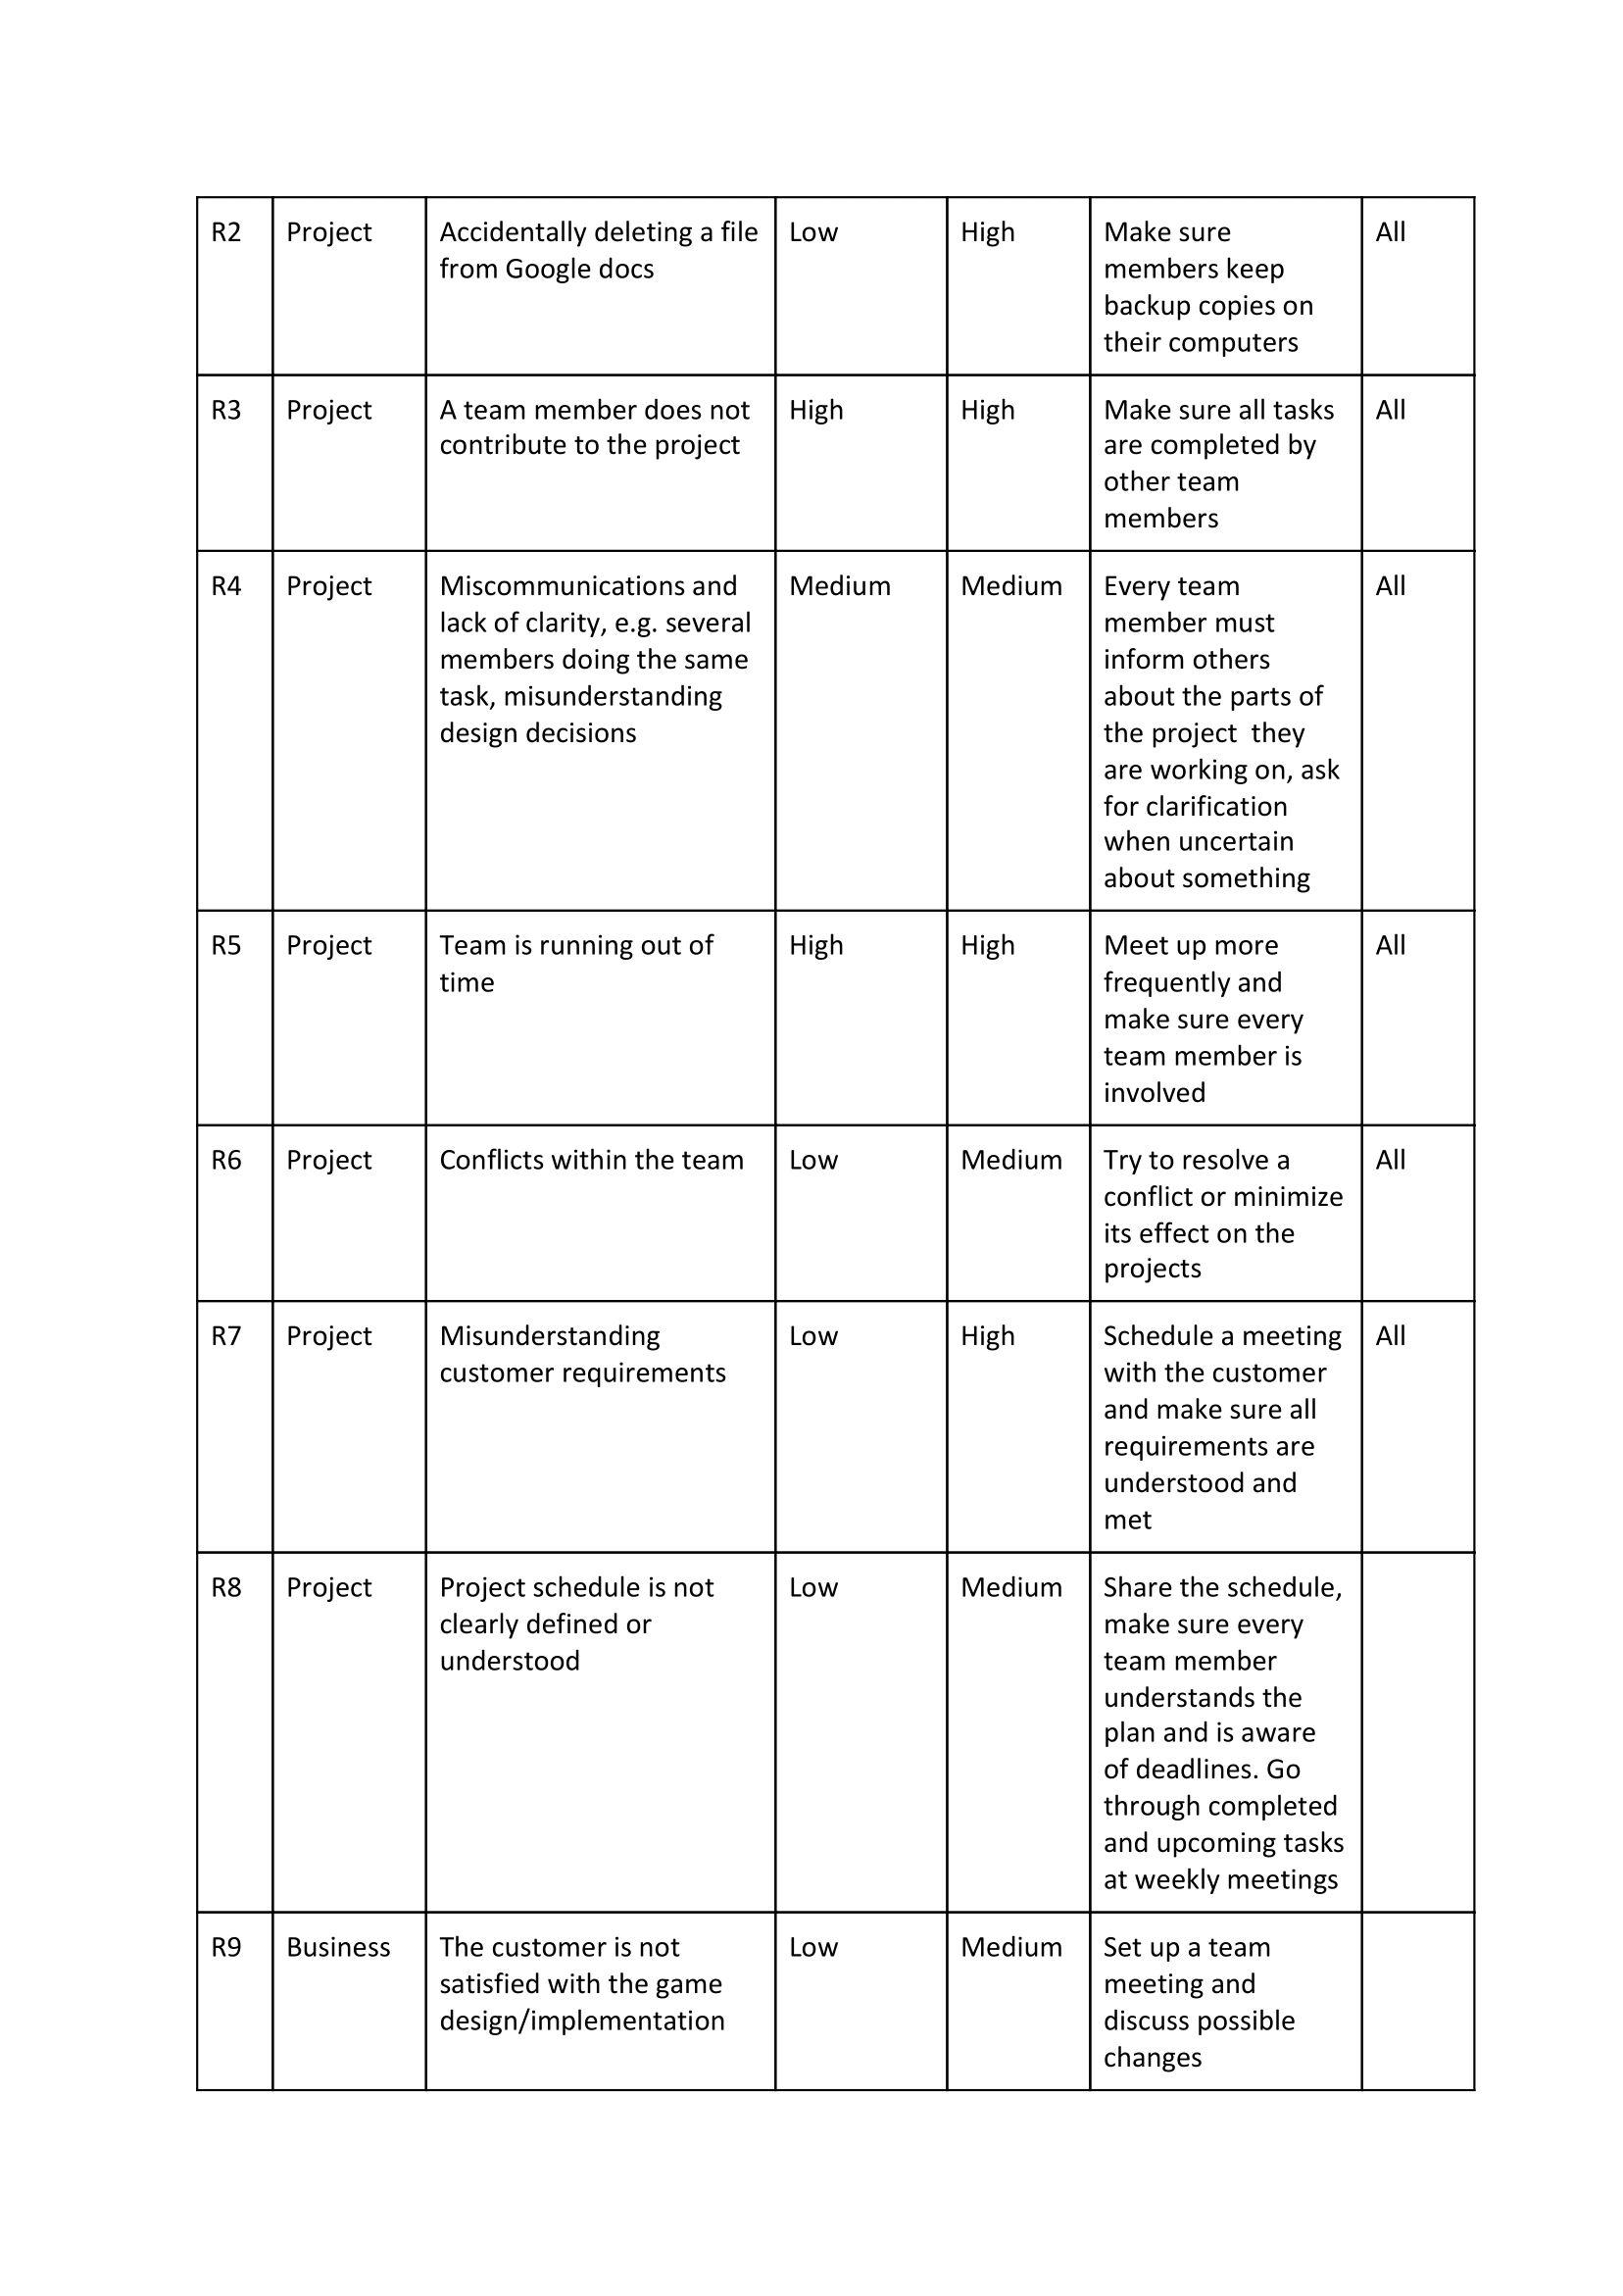 R2 Project Accidentally deleting a file Low High Make sure All
from Google docs members keep
backup copies on
their computers
R3 Project A team member does not High High Make sure all tasks All
contribute to the project are completed by
other team
members
R4 Project Miscommunications and Medium Medium Every team All
lack of clarity, e.g. several member must
members doing the same inform others
task, misunderstanding about the parts of
design decisions the project  they
are working on, ask
for clarification
when uncertain
about something
R5 Project Team is running out of High High Meet up more All
time frequently and
make sure every
team member is
involved
R6 Project Conflicts within the team Low Medium Try to resolve a All
conflict or minimize
its effect on the
projects
R7 Project Misunderstanding Low High Schedule a meeting All
customer requirements with the customer
and make sure all
requirements are
understood and
met
R8 Project Project schedule is not Low Medium Share the schedule,
clearly defined or make sure every
understood team member
understands the
plan and is aware
of deadlines. Go
through completed
and upcoming tasks
at weekly meetings
R9 Business The customer is not Low Medium Set up a team
satisfied with the game meeting and
design/implementation discuss possible
changes